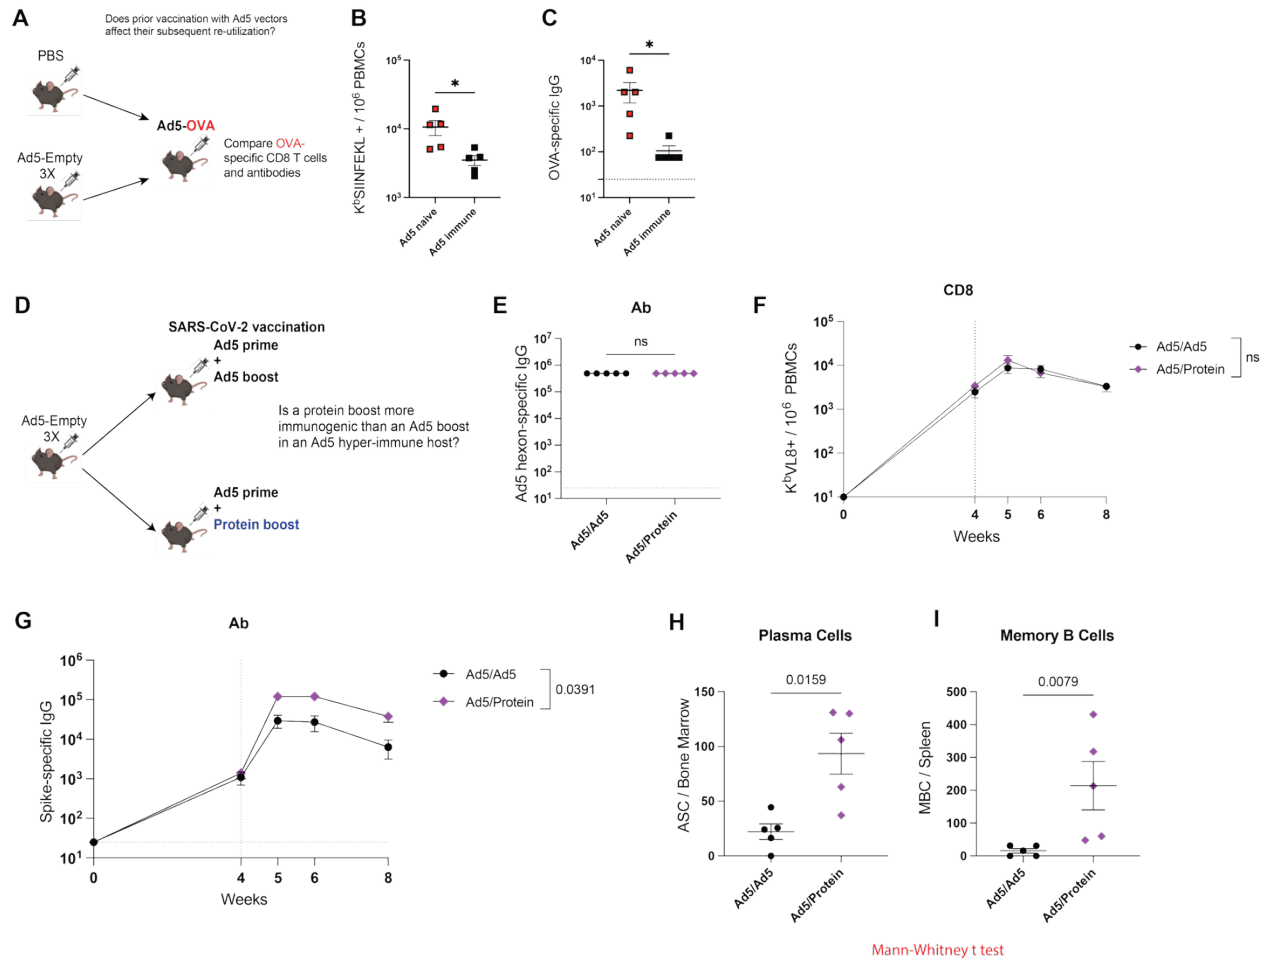 A
Does prior vaccination with Ad5 vectors
affect their subsequent re-utilization?
PBS
Ad5-Empty
3X
Ad5-OVA
Compare OVA-
specific CD8 T cells
and antibodies
B
KbSIINFEKL + / 10^6 PBMCs
10^5
10^4
10^3
*
Ad5 naive
Ad5 immune
C
OVA-specific IgG
10^4
10^3
10^2
10^1
*
Ad5 naive
Ad5 immune
D
SARS-CoV-2 vaccination
Ad5 prime
+
Ad5 boost
Ad5-Empty
3X
Is a protein boost more
immunogenic than an Ad5 boost
in an Ad5 hyper-immune host?
Ad5 prime
+
Protein boost
E
Ab
Ad5 hexon-specific IgG
10^7
10^6
10^5
10^4
10^3
10^2
10^1
ns
Ad5/Ad5
Ad5/Protein
F
CD8
KbVL8+ / 10^6 PBMCs
10^5
10^4
10^3
10^2
10^1
0
4
5
6
8
Weeks
Ad5/Ad5
Ad5/Protein
ns
G
Ab
Spike-specific IgG
10^6
10^5
10^4
10^3
10^2
10^1
0
4
5
6
8
Weeks
Ad5/Ad5
Ad5/Protein
0.0391
H
Plasma Cells
ASC / Bone Marrow
150
100
50
0
0.0159
Ad5/Ad5
Ad5/Protein
I
Memory B Cells
MBC / Spleen
500
400
300
200
100
0
0.0079
Ad5/Ad5
Ad5/Protein
Mann-Whitney t test